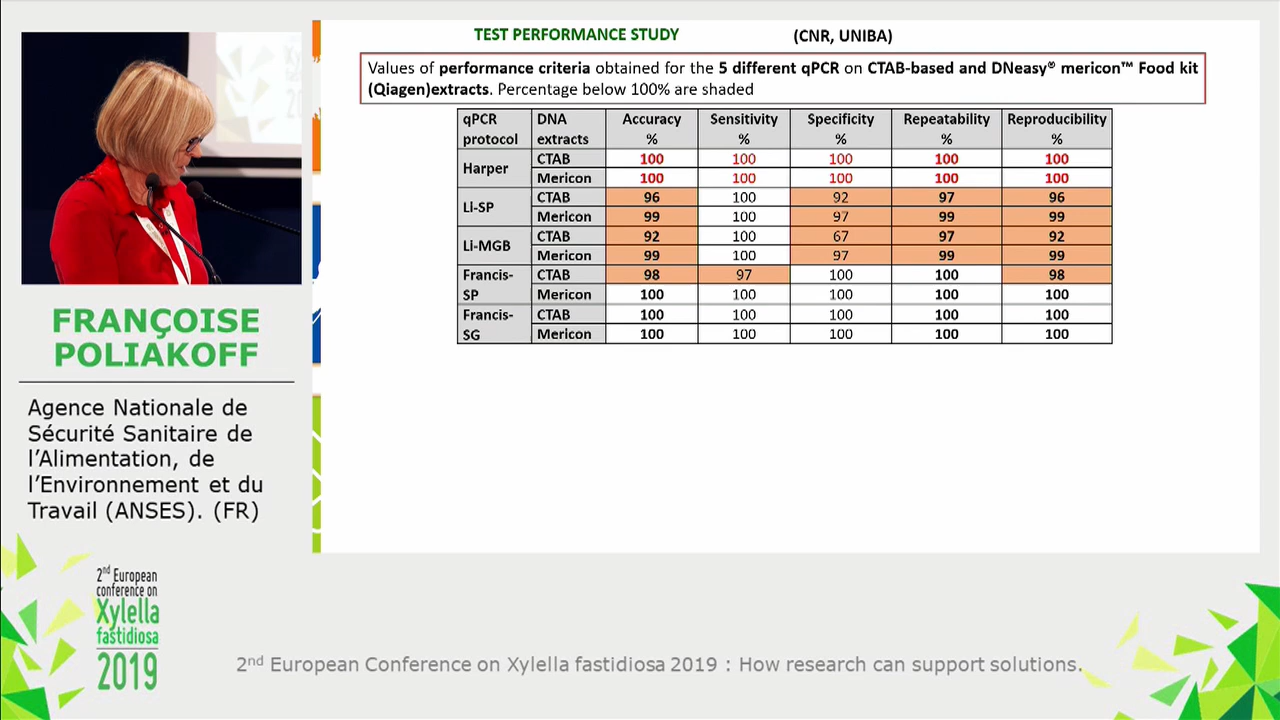 TEST PERFORMANCE STUDY (CNR, UNIBA)
Values of performance criteria obtained for the 5 different qPCR on CTAB-based and DNeasy® mericon™ Food kit
(Qiagen)extracts. Percentage below 100% are shaded
qPCR protocol DNA extracts Accuracy % Sensitivity % Specificity % Repeatability % Reproducibility %
Harper CTAB 100 100 100 100 100
Mericon 100 100 100 100 100
Li-SP CTAB 96 100 92 97 96
Mericon 99 100 97 99 99
Li-MGB CTAB 92 100 67 97 92
Mericon 99 100 97 99 99
Francis-SP CTAB 98 97 100 100 98
Mericon 100 100 100 100 100
Francis-SG CTAB 100 100 100 100 100
Mericon 100 100 100 100 100
FRANÇOISE
POLIAKOFF
Agence Nationale de
Sécurité Sanitaire de
l’Alimentation, de
l’Environnement et du
Travail (ANSES). (FR)
2nd European
conference on
Xylella
fastidiosa
2019
2nd European Conference on Xylella fastidiosa 2019 : How research can support solutions.